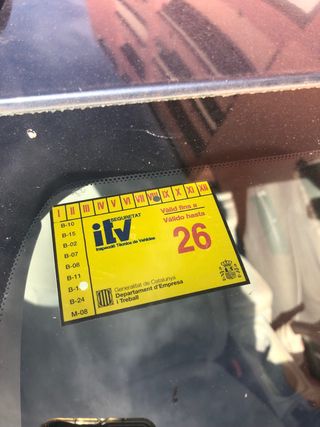 I II III IV V VI VII VIII IX X XI XII
B-10
B-15
B-02
B-07
B-08
B-11
B-24
M-08
SEGURETAT
itv
Inspecció Tècnica de Vehicles
Vàlid fins a
Válido hasta
26
Generalitat de Catalunya
Departament d'Empresa
i Treball